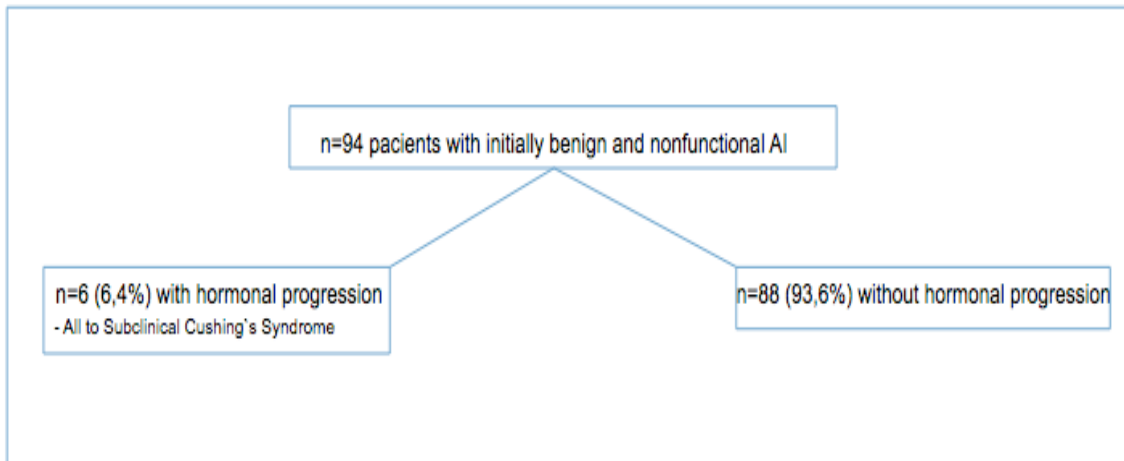 n=94 pacients with initially benign and nonfunctional AI
n=6 (6,4%) with hormonal progression
- All to Subclinical Cushing`s Syndrome
n=88 (93,6%) without hormonal progression